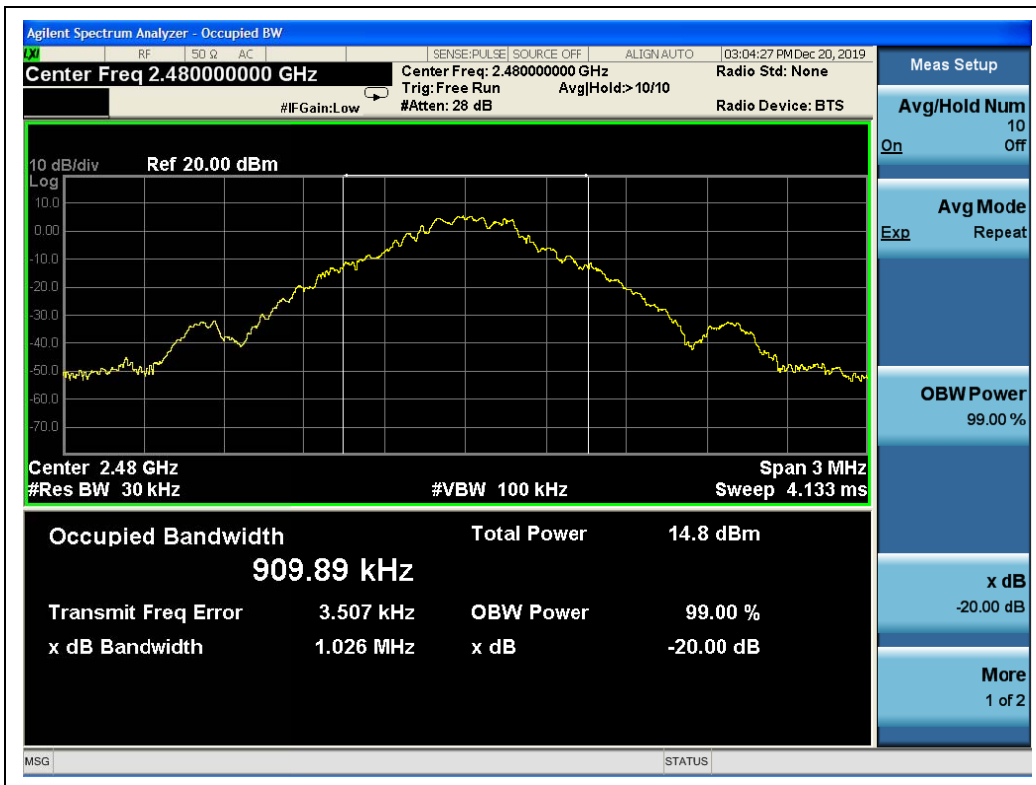 Agilent Spectrum Analyzer - Occupied BW
LXI RF 50 Ω AC SENSE:PULSE SOURCE OFF ALIGN AUTO 03:04:27 PM Dec 20, 2019
Center Freq 2.480000000 GHz
Center Freq: 2.480000000 GHz
Radio Std: None
Trig: Free Run Avg|Hold:>10/10
#IFGain:Low
#Atten: 28 dB
Radio Device: BTS
10 dB/div Ref 20.00 dBm
Log
10.0
0.00
-10.0
-20.0
-30.0
-40.0
-50.0
-60.0
-70.0
Center 2.48 GHz
Span 3 MHz
#Res BW 30 kHz
#VBW 100 kHz
Sweep 4.133 ms
Occupied Bandwidth
909.89 kHz
Total Power 14.8 dBm
Transmit Freq Error 3.507 kHz
OBW Power 99.00 %
x dB Bandwidth 1.026 MHz
x dB -20.00 dB
Meas Setup
Avg/Hold Num
10
On Off
Avg Mode
Exp Repeat
OBW Power
99.00 %
x dB
-20.00 dB
More
1 of 2
MSG
STATUS